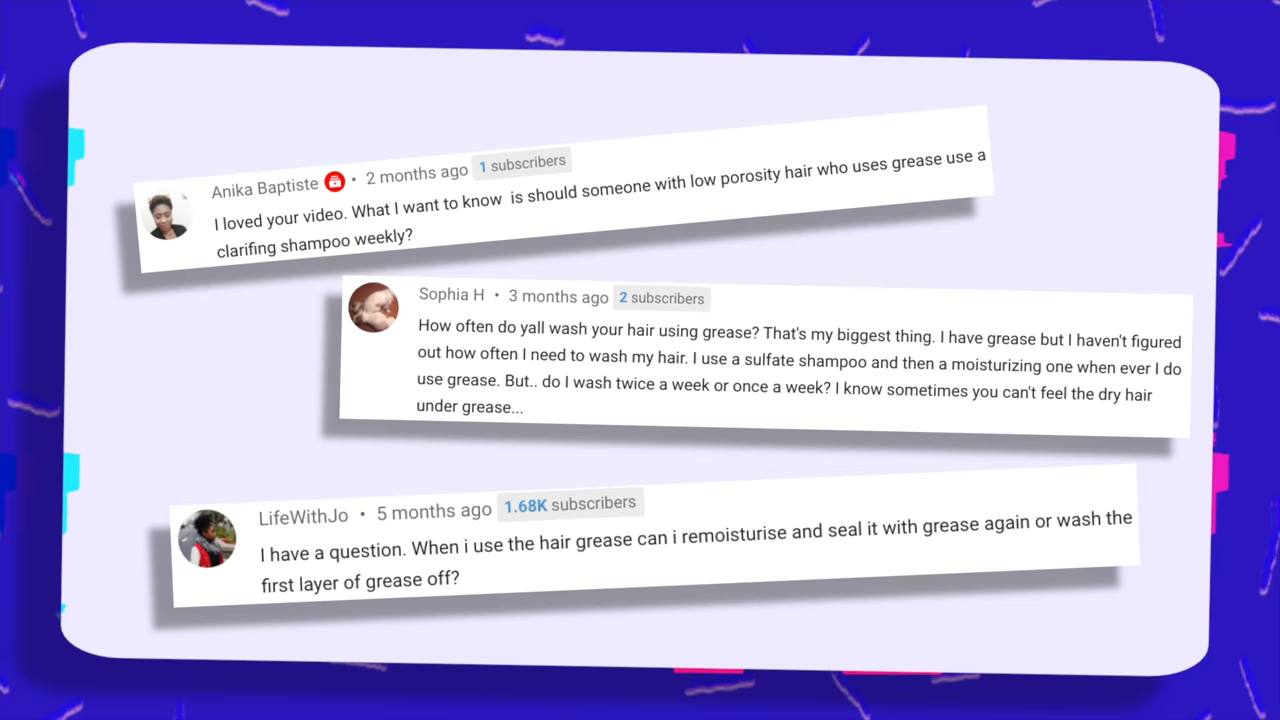 Anika Baptiste • 2 months ago 1 subscribers
I loved your video. What I want to know is should someone with low porosity hair who uses grease use a
clarifing shampoo weekly?
Sophia H • 3 months ago 2 subscribers
How often do yall wash your hair using grease? That's my biggest thing. I have grease but I haven't figured
out how often I need to wash my hair. I use a sulfate shampoo and then a moisturizing one when ever I do
use grease. But.. do I wash twice a week or once a week? I know sometimes you can't feel the dry hair
under grease...
LifeWithJo • 5 months ago 1.68K subscribers
I have a question. When i use the hair grease can i remoisturise and seal it with grease again or wash the
first layer of grease off?